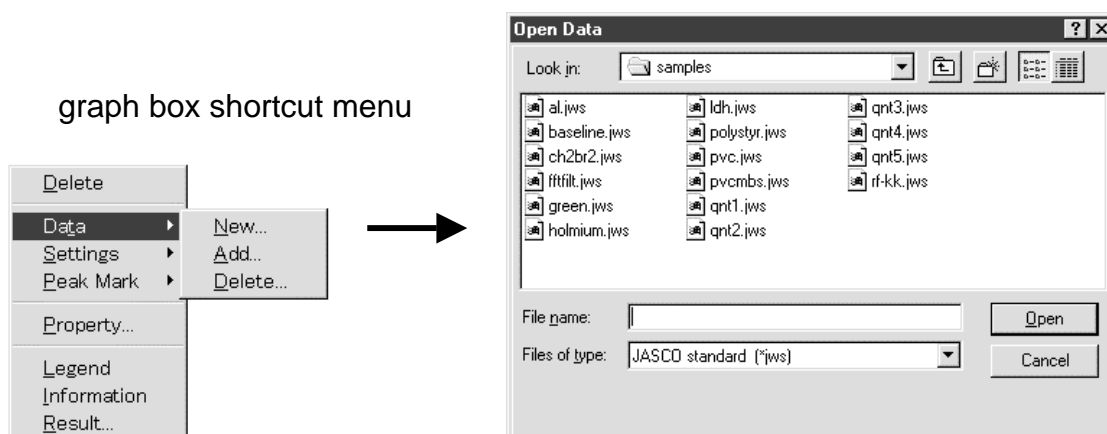 graph box shortcut menu
Delete
Data
Settings
Peak Mark
Property...
Legend
Information
Result...
New...
Add...
Delete...
Open Data
Look in: samples
al.jws
baseline.jws
ch2br2.jws
fftfilt.jws
green.jws
holmium.jws
ldh.jws
polystyr.jws
pvc.jws
pvcmbs.jws
qnt1.jws
qnt2.jws
qnt3.jws
qnt4.jws
qnt5.jws
rf-kk.jws
File name:
Open
Files of type: JASCO standard (*jws)
Cancel